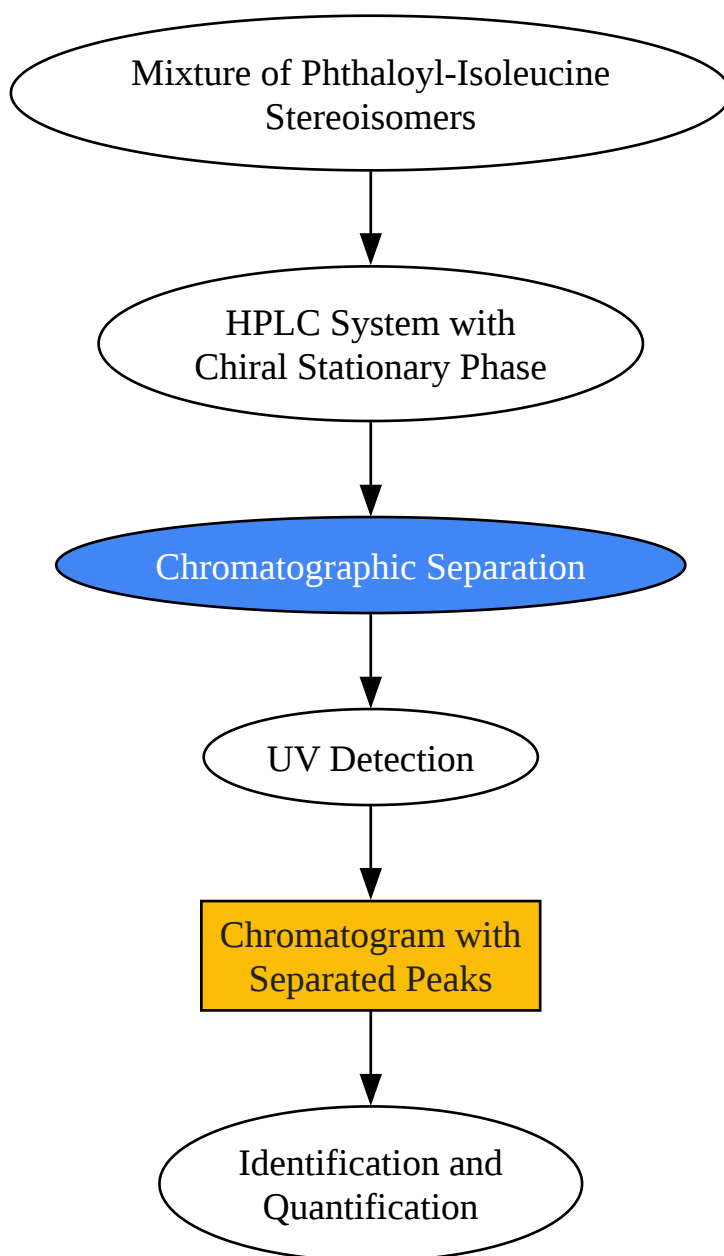 Mixture of Phthaloyl-Isoleucine
Stereoisomers
HPLC System with
Chiral Stationary Phase
Chromatographic Separation
UV Detection
Chromatogram with
Separated Peaks
Identification and
Quantification